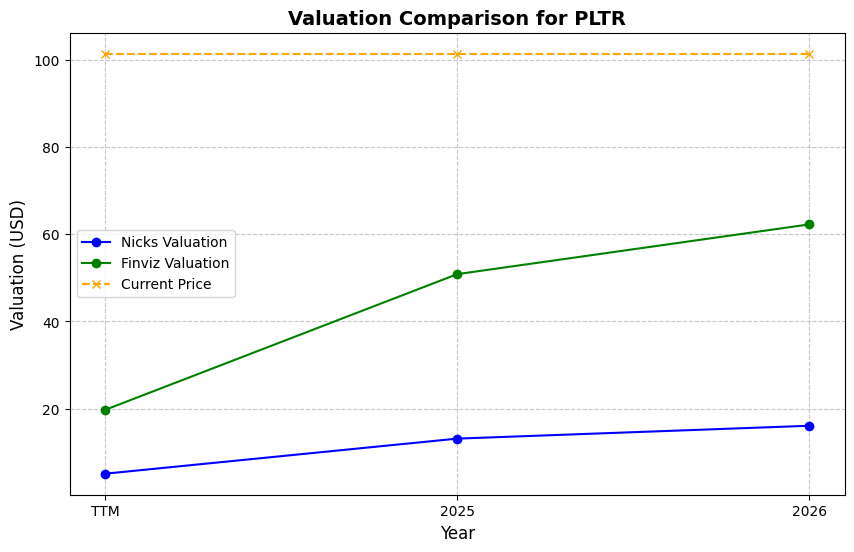 Valuation Comparison for PLTR
Valuation (USD)
100
80
60
40
20
Nicks Valuation
Finviz Valuation
Current Price
TTM
2025
2026
Year